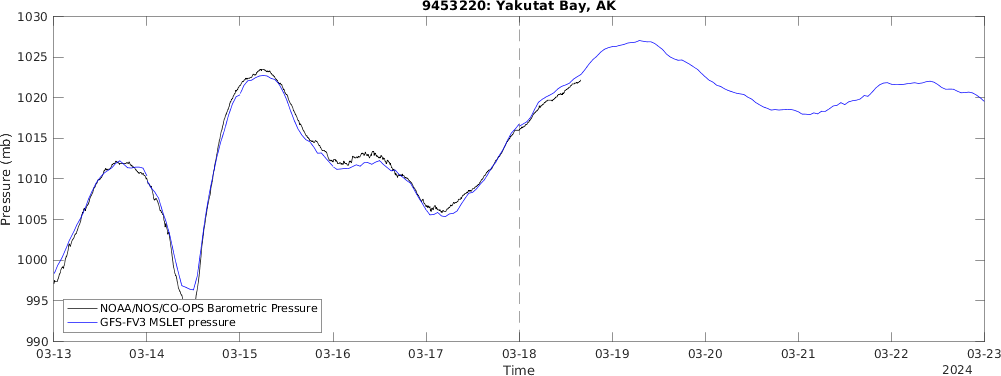 9453220: Yakutat Bay, AK
Pressure (mb)
1030
1025
1020
1015
1010
1005
1000
995
990
NOAA/NOS/CO-OPS Barometric Pressure
GFS-FV3 MSLET pressure
03-13 03-14 03-15 03-16 03-17 03-18 03-19 03-20 03-21 03-22 03-23
Time
2024